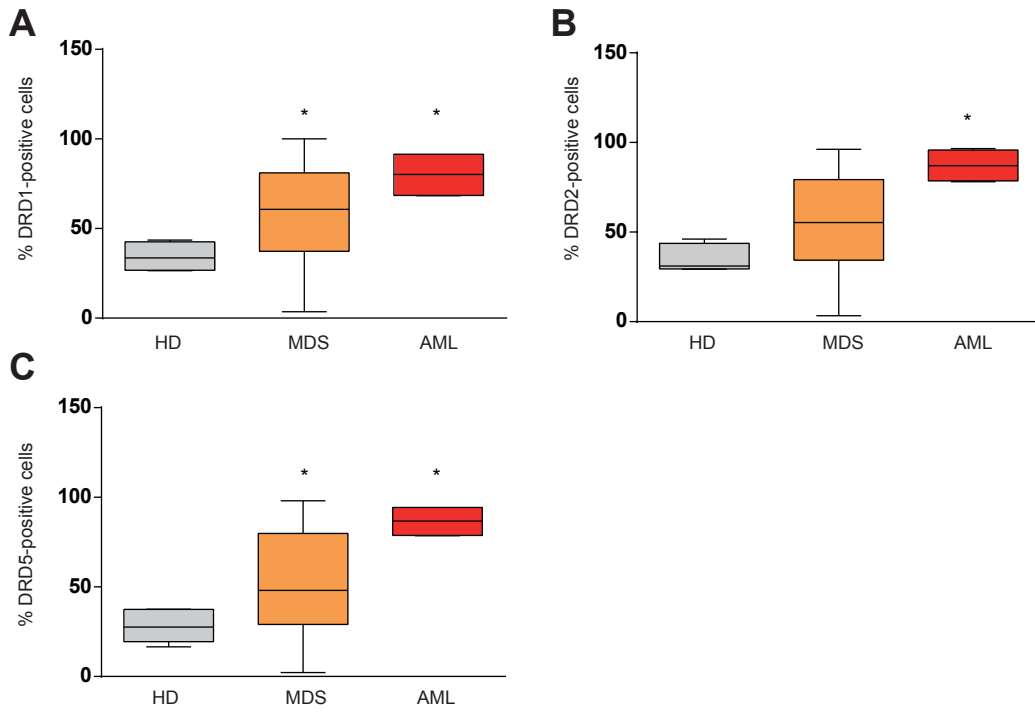 A
% DRD1-positive cells
150
100
50
0
* *
HD MDS AML
B
% DRD2-positive cells
150
100
50
0
*
HD MDS AML
C
% DRD5-positive cells
150
100
50
0
* *
HD MDS AML